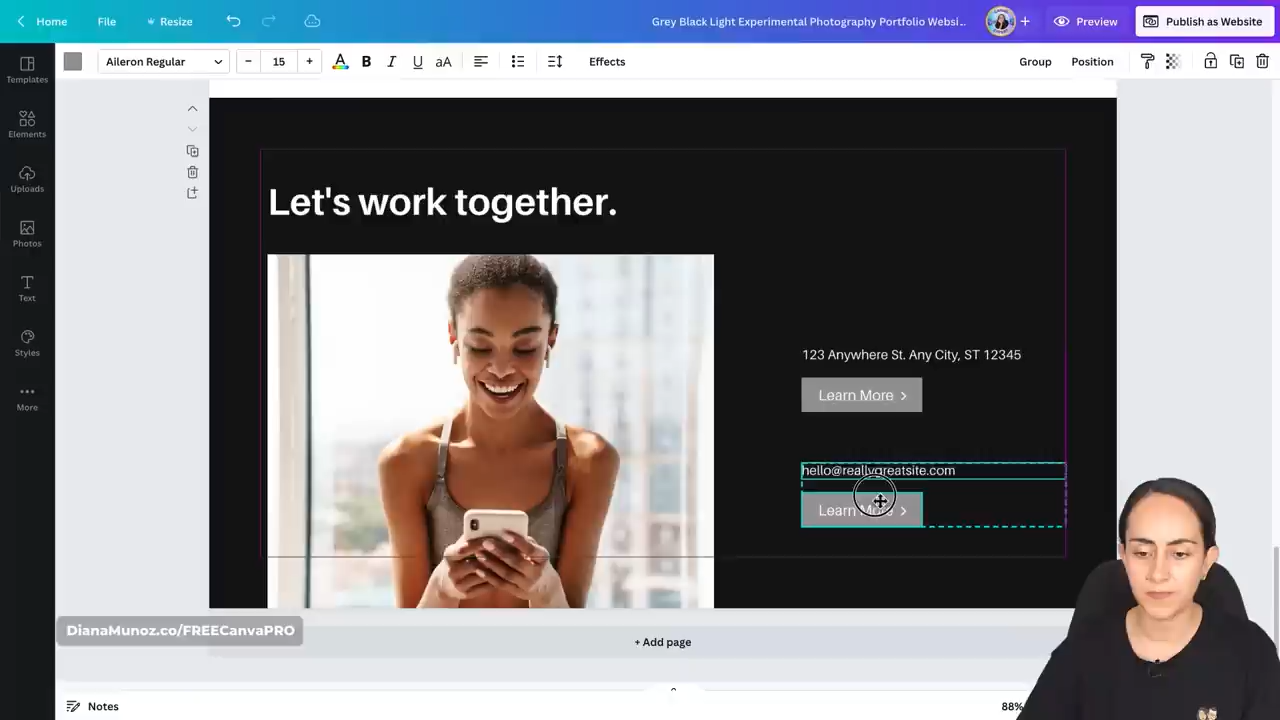 Home
File
Resize
Grey Black Light Experimental Photography Portfolio Websi...
Preview
Publish as Website
Templates
Aileron Regular
15
B
I
U
aA
Effects
Group
Position
Elements
Uploads
Photos
Text
Styles
More
Let's work together.
123 Anywhere St. Any City, ST 12345
Learn More
hello@reallygreatsite.com
Learn More
DianaMunoz.co/FREECanvaPRO
+ Add page
Notes
88%